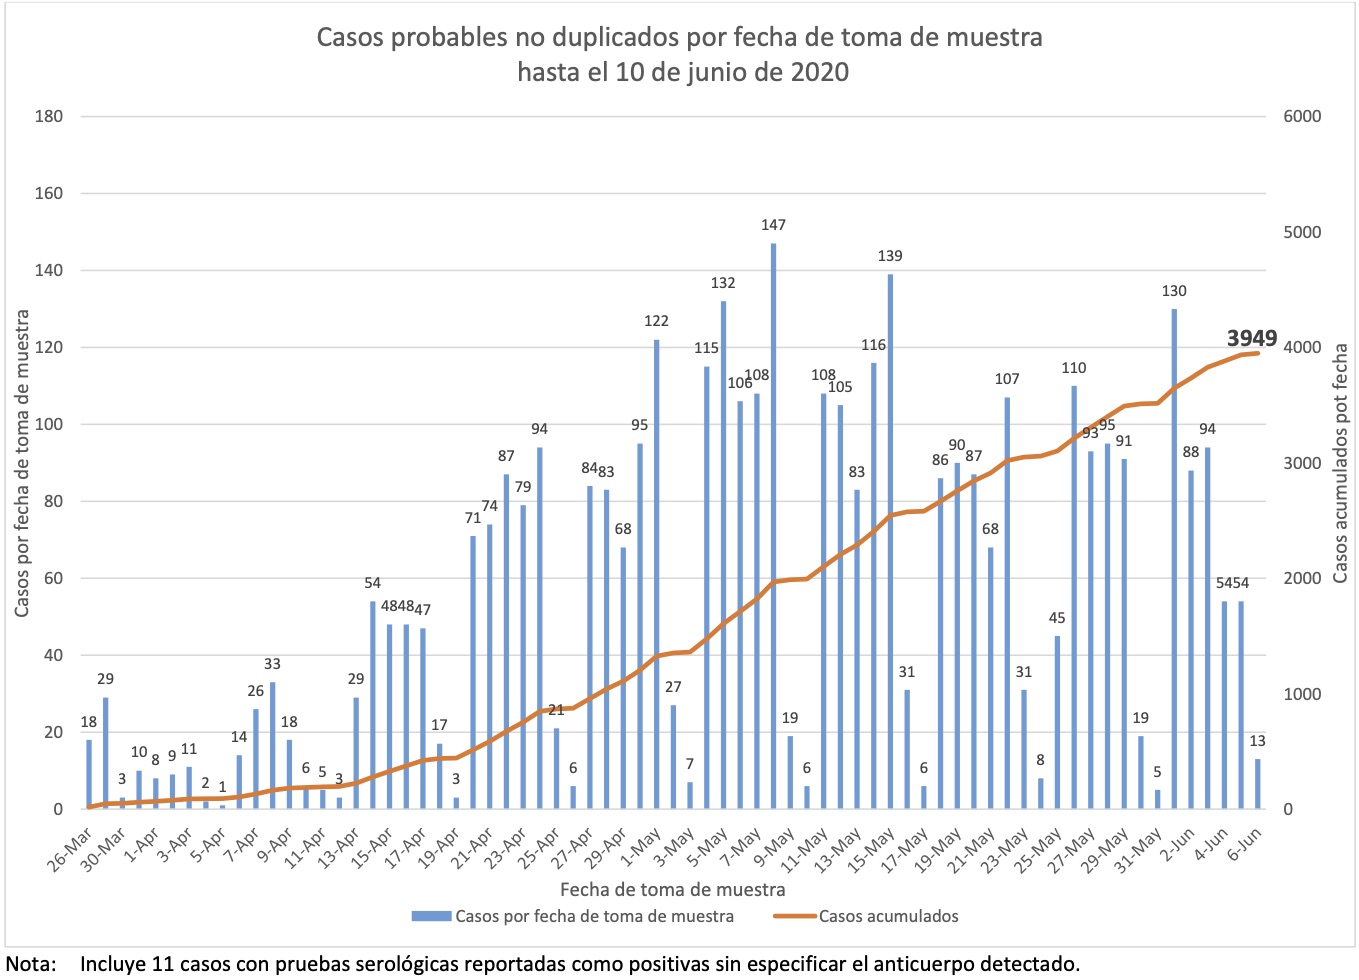 Casos probables no duplicados por fecha de toma de muestra
hasta el 10 de junio de 2020
180
160
140
120
100
80
60
40
20
0
6000
5000
4000
3000
2000
1000
0
Casos por fecha de toma de muestra
Casos acumulados pot fecha
18
29
3
10
8
9
11
2
1
14
26
33
18
6
5
3
29
54
48
48
47
17
3
71
74
87
79
94
21
6
84
83
68
95
122
27
7
115
132
106
108
147
19
6
108
105
83
116
139
31
6
86
90
87
68
107
31
8
45
110
93
95
91
19
5
130
88
94
54
54
13
3949
26-Mar
30-Mar
1-Apr
3-Apr
5-Apr
7-Apr
9-Apr
11-Apr
13-Apr
15-Apr
17-Apr
19-Apr
21-Apr
23-Apr
25-Apr
27-Apr
29-Apr
1-May
3-May
5-May
7-May
9-May
11-May
13-May
15-May
17-May
19-May
21-May
23-May
25-May
27-May
29-May
31-May
2-Jun
4-Jun
6-Jun
Fecha de toma de muestra
Casos por fecha de toma de muestra
Casos acumulados
Nota: Incluye 11 casos con pruebas serológicas reportadas como positivas sin especificar el anticuerpo detectado.